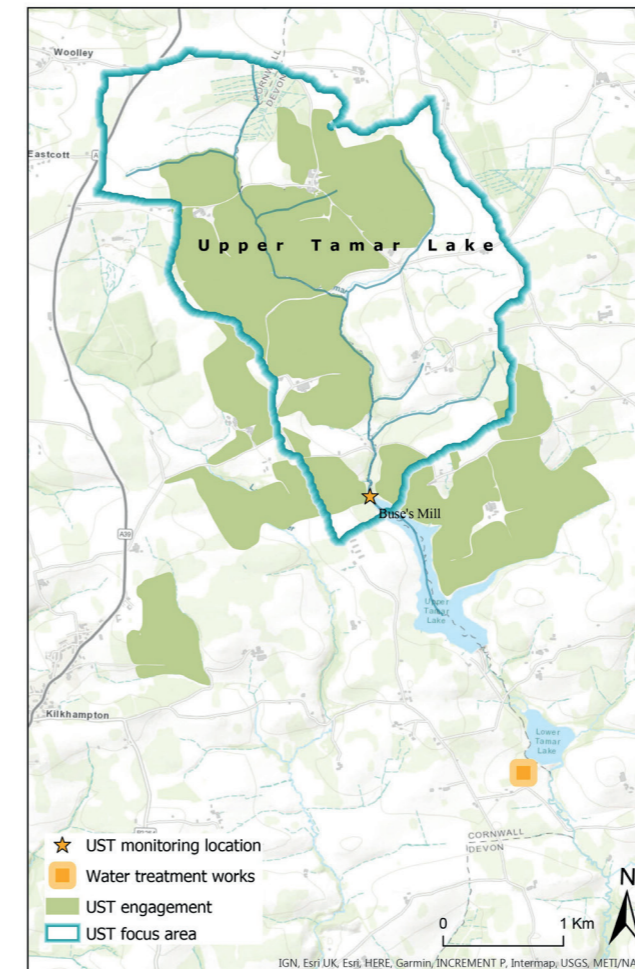 Woolley
CORNWALL
DEVON
Eastcott
Upper Tamar Lake
Buse's Mill
A39
Upper
Tamar
Lake
Kilkhampton
Lower
Tamar
Lake
CORNWALL
DEVON
UST monitoring location
Water treatment works
UST engagement
UST focus area
N
0 1 Km
IGN, Esri UK, Esri, HERE, Garmin, INCREMENT P, Intermap, USGS, METI/NA